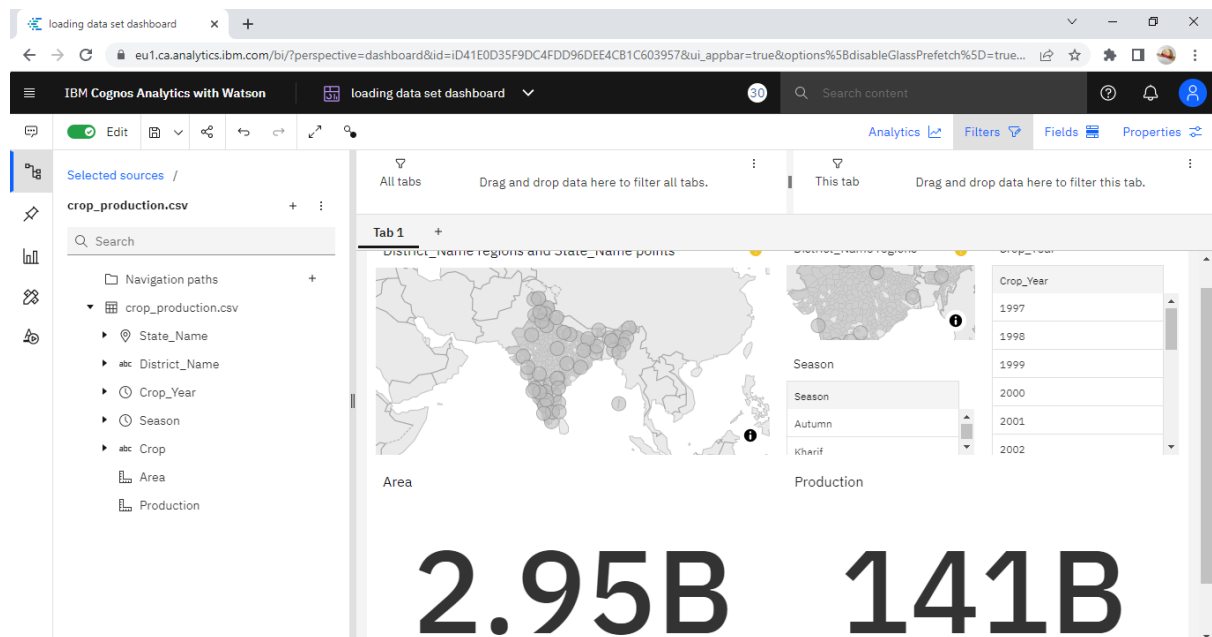 loading data set dashboard
eu1.ca.analytics.ibm.com/bi/?perspective=dashboard&id=iD41E0D35F9DC4FDD96DEE4CB1C603957&ui_appbar=true&options%5BdisableGlassPrefetch%5D=true...
IBM Cognos Analytics with Watson
loading data set dashboard
30
Search content
Edit
Analytics
Filters
Fields
Properties
Selected sources /
crop_production.csv
Search
Navigation paths
crop_production.csv
State_Name
abc District_Name
Crop_Year
Season
abc Crop
Area
Production
All tabs
Drag and drop data here to filter all tabs.
This tab
Drag and drop data here to filter this tab.
Tab 1
District_Name regions and State_Name points
District_Name regions
Crop_Year
Crop_Year
1997
1998
1999
2000
2001
2002
Season
Season
Autumn
Kharif
Area
2.95B
Production
141B